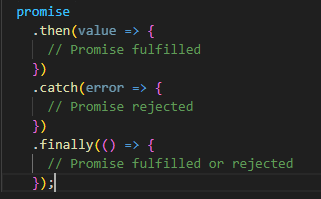 promise
  .then(value => {
    // Promise fulfilled
  })
  .catch(error => {
    // Promise rejected
  })
  .finally(() => {
    // Promise fulfilled or rejected
  });